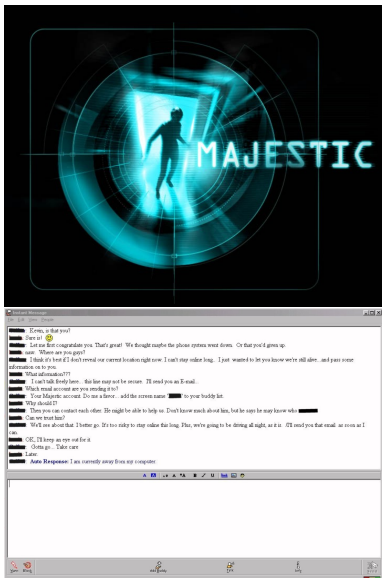 MAJESTIC
Instant Message
File Edit View People
Kevin, is that you?
Sure is!
Let me first congratulate you. That's great! We thought maybe the phone system went down. Or that you'd given up.
naw. Where are you guys?
I think it's best if I don't reveal our current location right now. I can't stay online long. I just wanted to let you know we're still alive...and pass some
information on to you.
What information???
I can't talk freely here... this line may not be secure. I'll send you an E-mail...
Which email account are you sending it to?
Your Majestic account. Do me a favor... add the screen name " " to your buddy list.
Why should I?
Then you can contact each other. He might be able to help us. Don't know much about him, but he says he may know who
Can we trust him?
We'll see about that. I better go. It's too risky to stay online this long. Plus, we're going to be driving all night, as it is. I'll send you that email as soon as I
can.
OK, I'll keep an eye out for it.
Gotta go... Take care.
Later.
Auto Response: I am currently away from my computer.
A A A A A B I U
Warn Block Add Buddy Talk Info Send